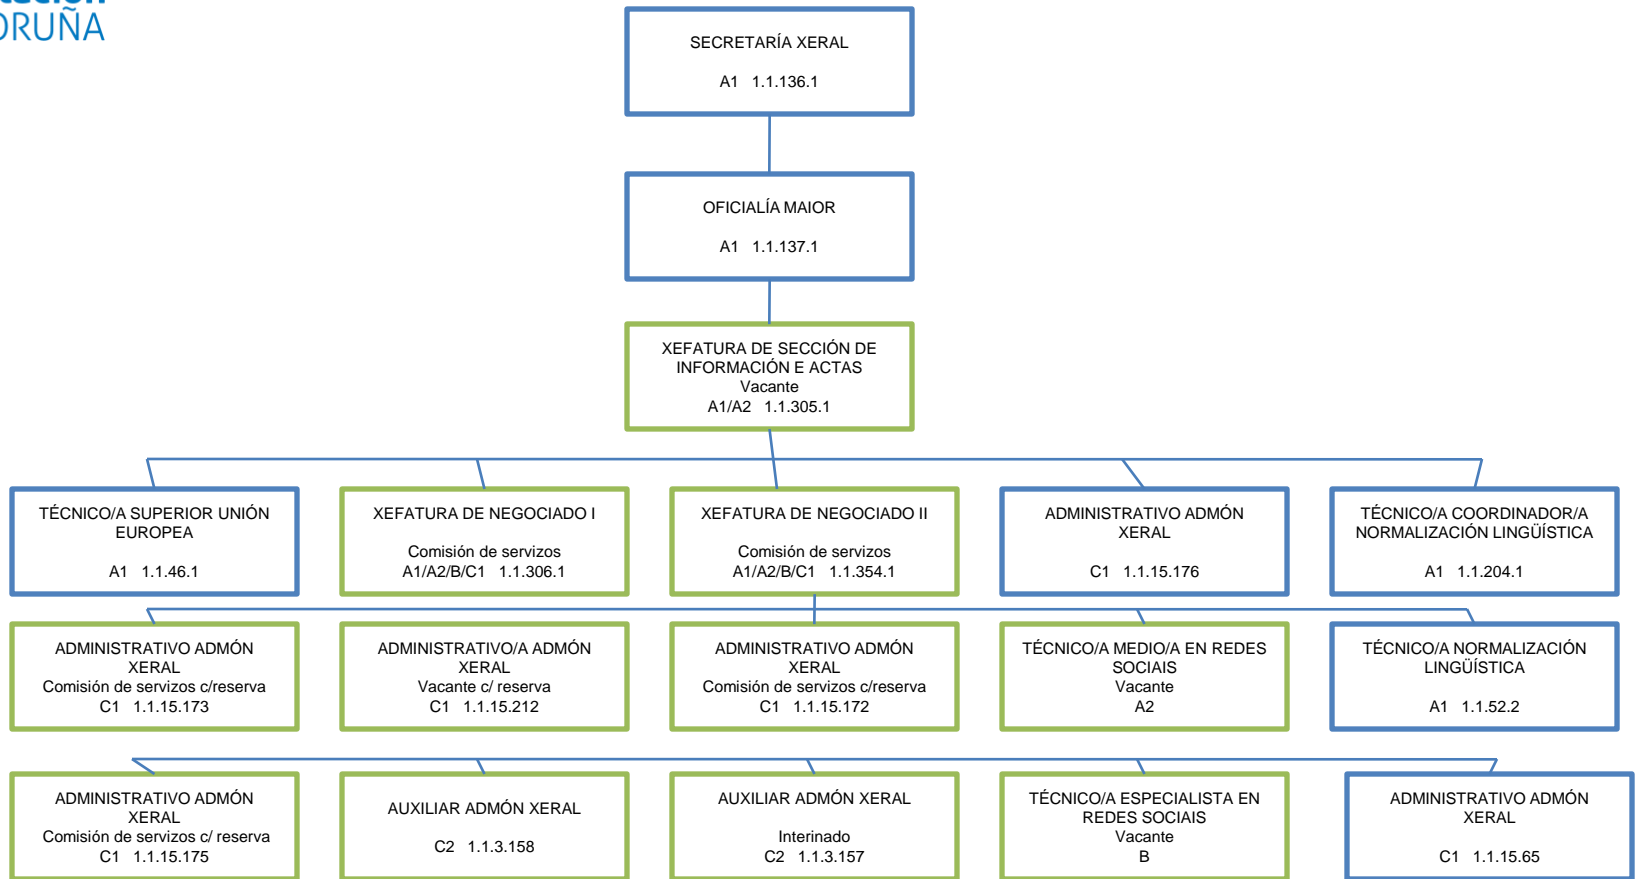 ORUÑA
SECRETARÍA XERAL
A1 1.1.136.1
OFICIALÍA MAIOR
A1 1.1.137.1
XEFATURA DE SECCIÓN DE
INFORMACIÓN E ACTAS
Vacante
A1/A2 1.1.305.1
TÉCNICO/A SUPERIOR UNIÓN
EUROPEA
A1 1.1.46.1
XEFATURA DE NEGOCIADO I
Comisión de servizos
A1/A2/B/C1 1.1.306.1
XEFATURA DE NEGOCIADO II
Comisión de servizos
A1/A2/B/C1 1.1.354.1
ADMINISTRATIVO ADMÓN
XERAL
C1 1.1.15.176
TÉCNICO/A COORDINADOR/A
NORMALIZACIÓN LINGÜÍSTICA
A1 1.1.204.1
ADMINISTRATIVO ADMÓN
XERAL
Comisión de servizos c/reserva
C1 1.1.15.173
ADMINISTRATIVO/A ADMÓN
XERAL
Vacante c/ reserva
C1 1.1.15.212
ADMINISTRATIVO ADMÓN
XERAL
Comisión de servizos c/reserva
C1 1.1.15.172
TÉCNICO/A MEDIO/A EN REDES
SOCIAIS
Vacante
A2
TÉCNICO/A NORMALIZACIÓN
LINGÜÍSTICA
A1 1.1.52.2
ADMINISTRATIVO ADMÓN
XERAL
Comisión de servizos c/ reserva
C1 1.1.15.175
AUXILIAR ADMÓN XERAL
C2 1.1.3.158
AUXILIAR ADMÓN XERAL
Interinado
C2 1.1.3.157
TÉCNICO/A ESPECIALISTA EN
REDES SOCIAIS
Vacante
B
ADMINISTRATIVO ADMÓN
XERAL
C1 1.1.15.65